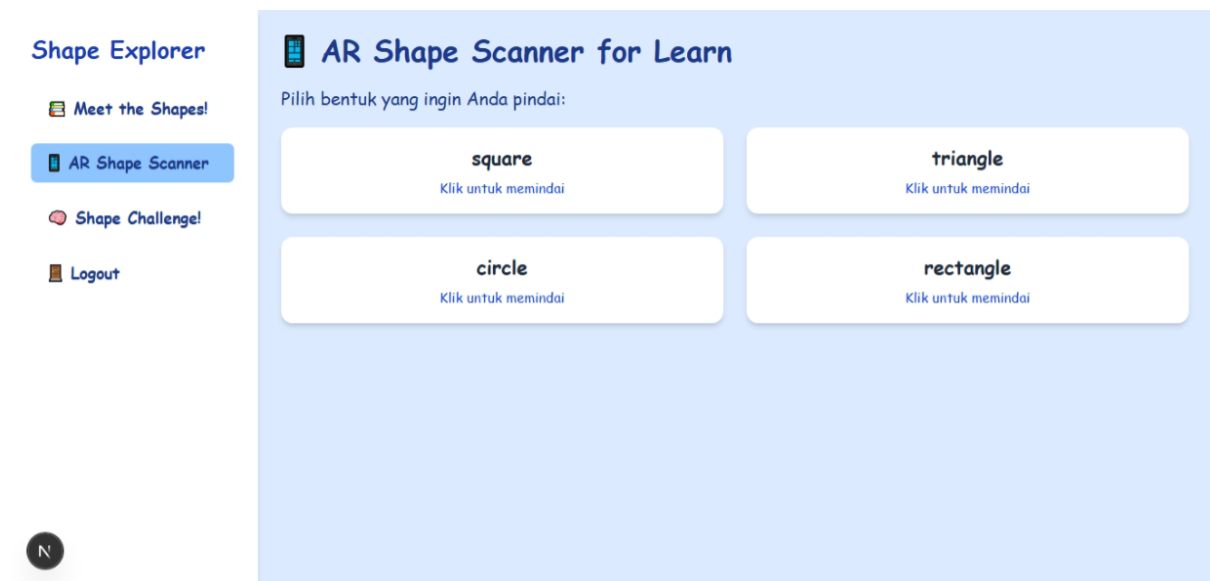 Shape Explorer
Meet the Shapes!
AR Shape Scanner
Shape Challenge!
Logout
N
AR Shape Scanner for Learn
Pilih bentuk yang ingin Anda pindai:
square
Klik untuk memindai
triangle
Klik untuk memindai
circle
Klik untuk memindai
rectangle
Klik untuk memindai